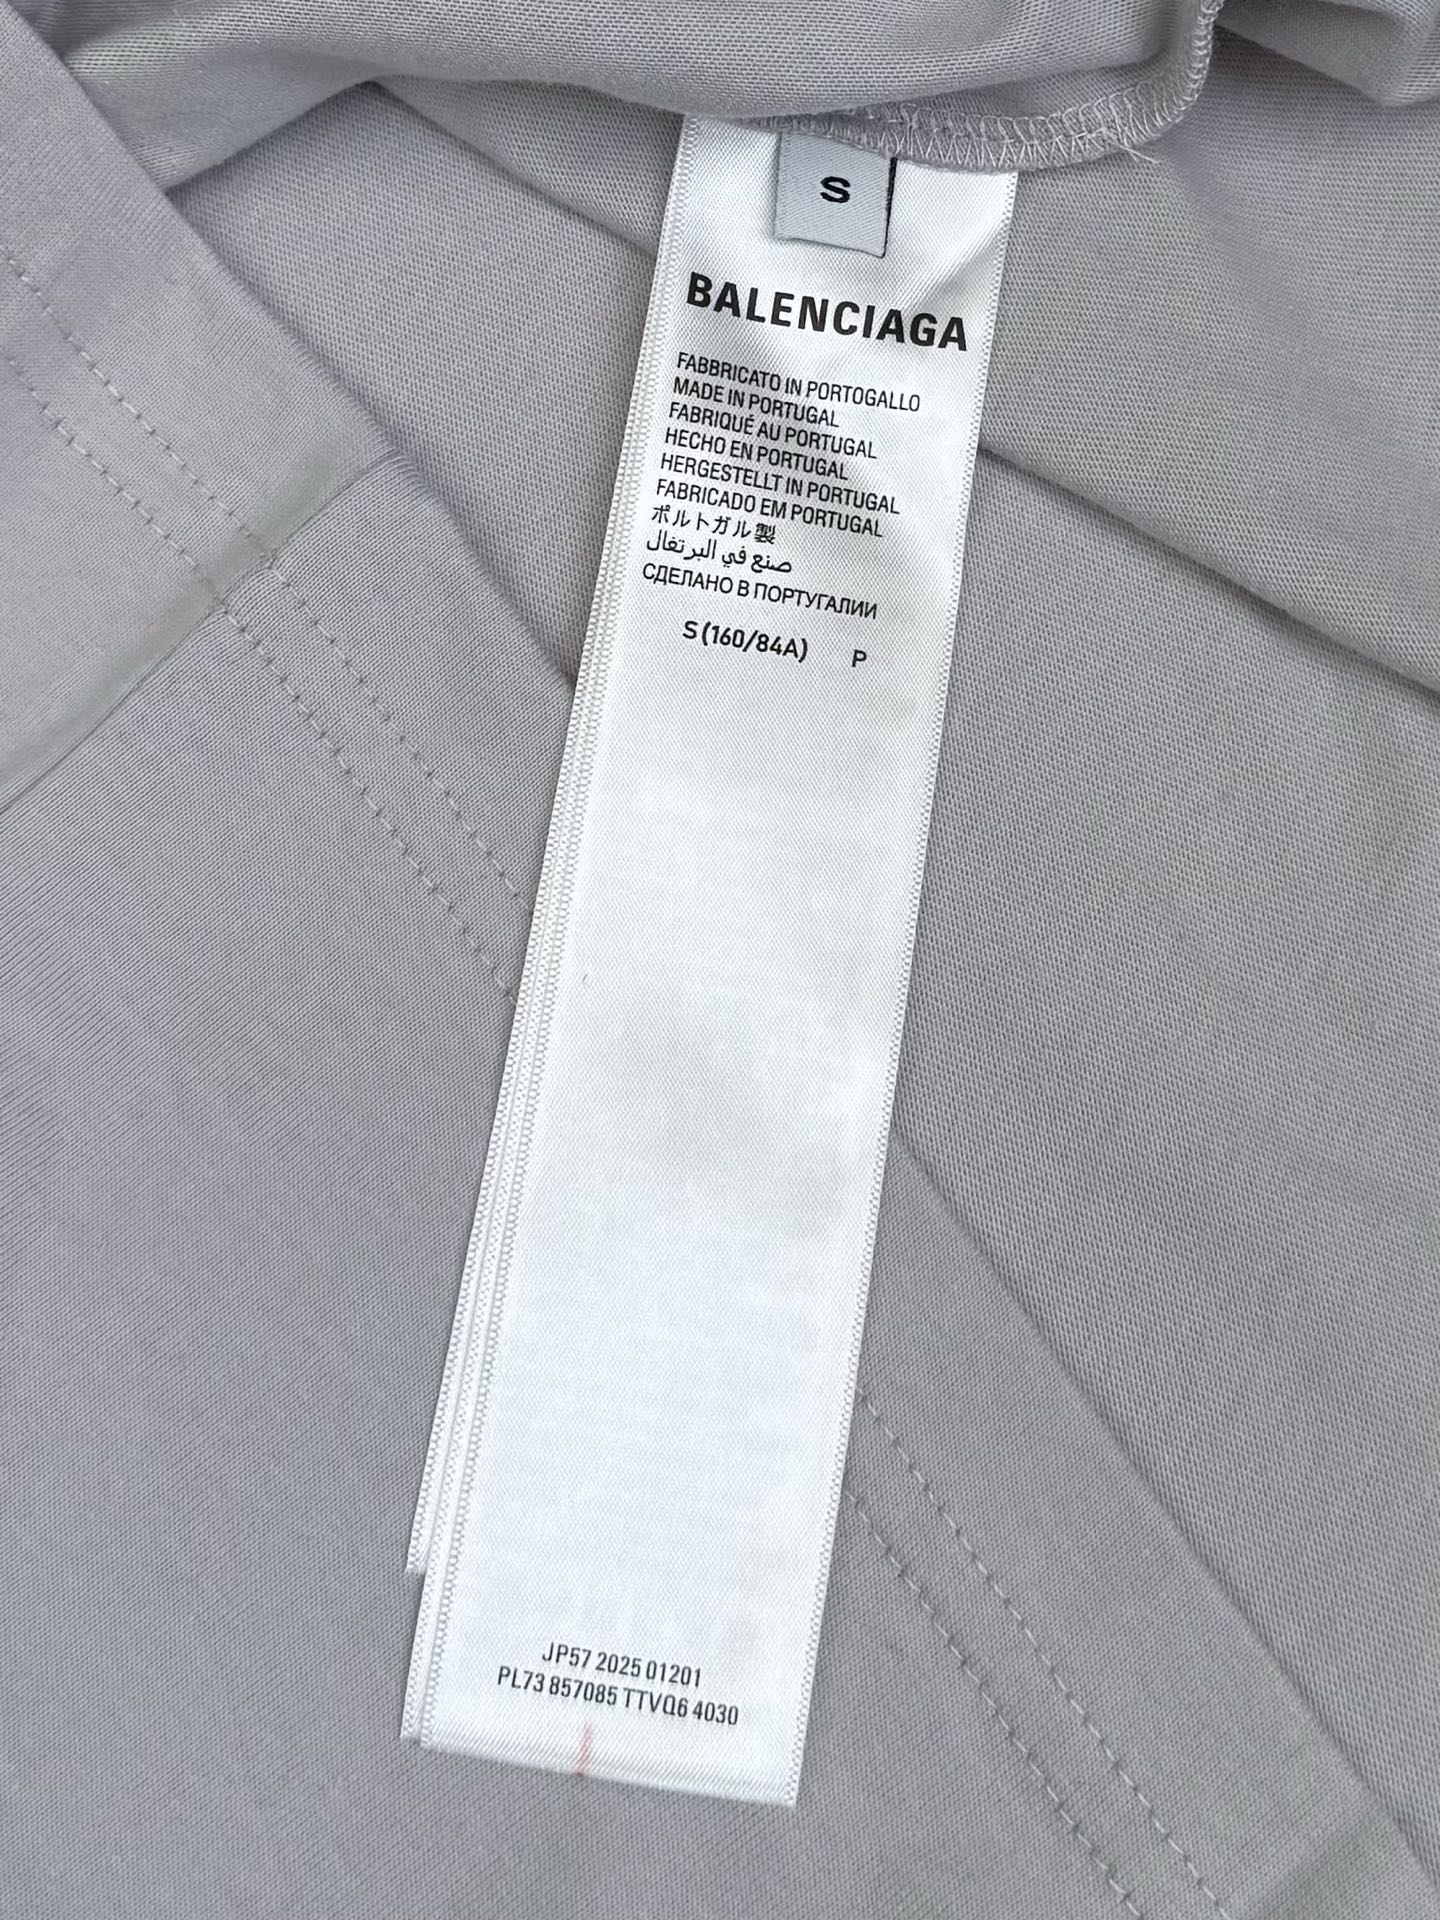 S
BALENCIAGA
FABBRICATO IN PORTOGALLO
MADE IN PORTUGAL
FABRIQUÉ AU PORTUGAL
HECHO EN PORTUGAL
HERGESTELLT IN PORTUGAL
FABRICADO EM PORTUGAL
ポルトガル製
صنع في البرتغال
СДЕЛАНО В ПОРТУГАЛИИ
S (160/84A) P
JP57 2025 01201
PL73 857085 TTVQ6 4030